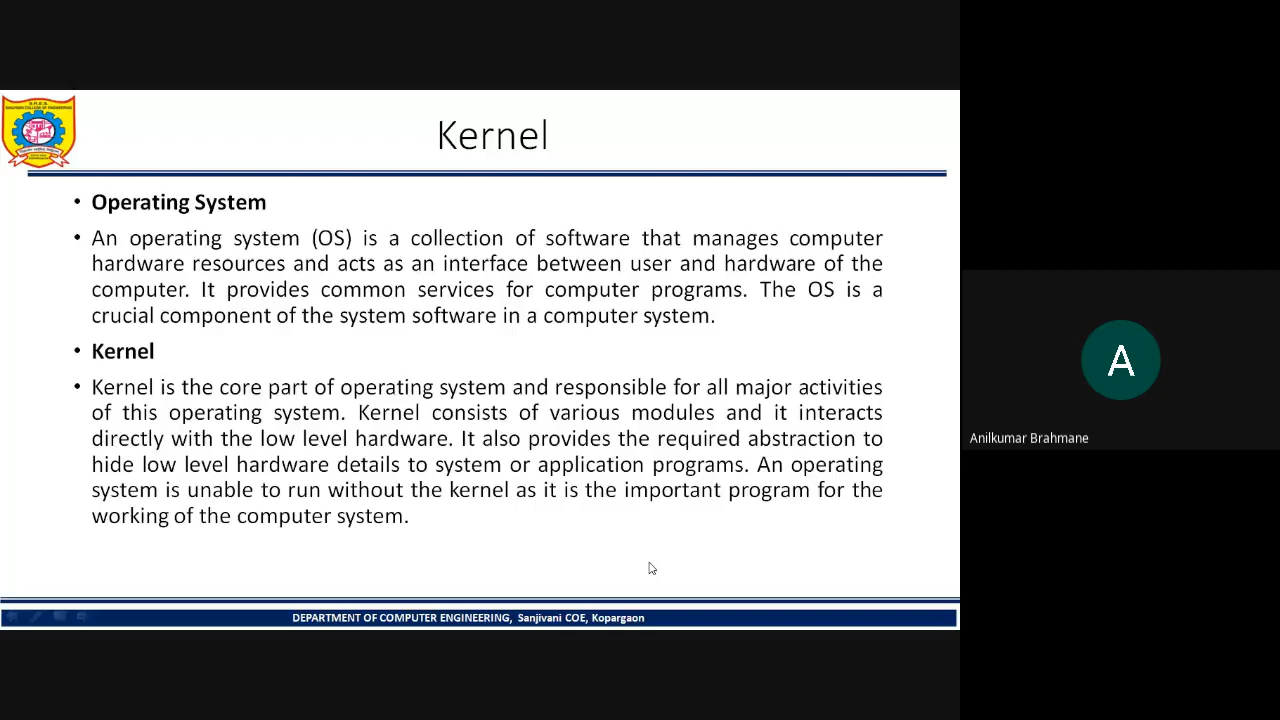 Kernel
• Operating System
• An operating system (OS) is a collection of software that manages computer
hardware resources and acts as an interface between user and hardware of the
computer. It provides common services for computer programs. The OS is a
crucial component of the system software in a computer system.
• Kernel
• Kernel is the core part of operating system and responsible for all major activities
of this operating system. Kernel consists of various modules and it interacts
directly with the low level hardware. It also provides the required abstraction to
hide low level hardware details to system or application programs. An operating
system is unable to run without the kernel as it is the important program for the
working of the computer system.
DEPARTMENT OF COMPUTER ENGINEERING, Sanjivani COE, Kopargaon
A
Anilkumar Brahmane